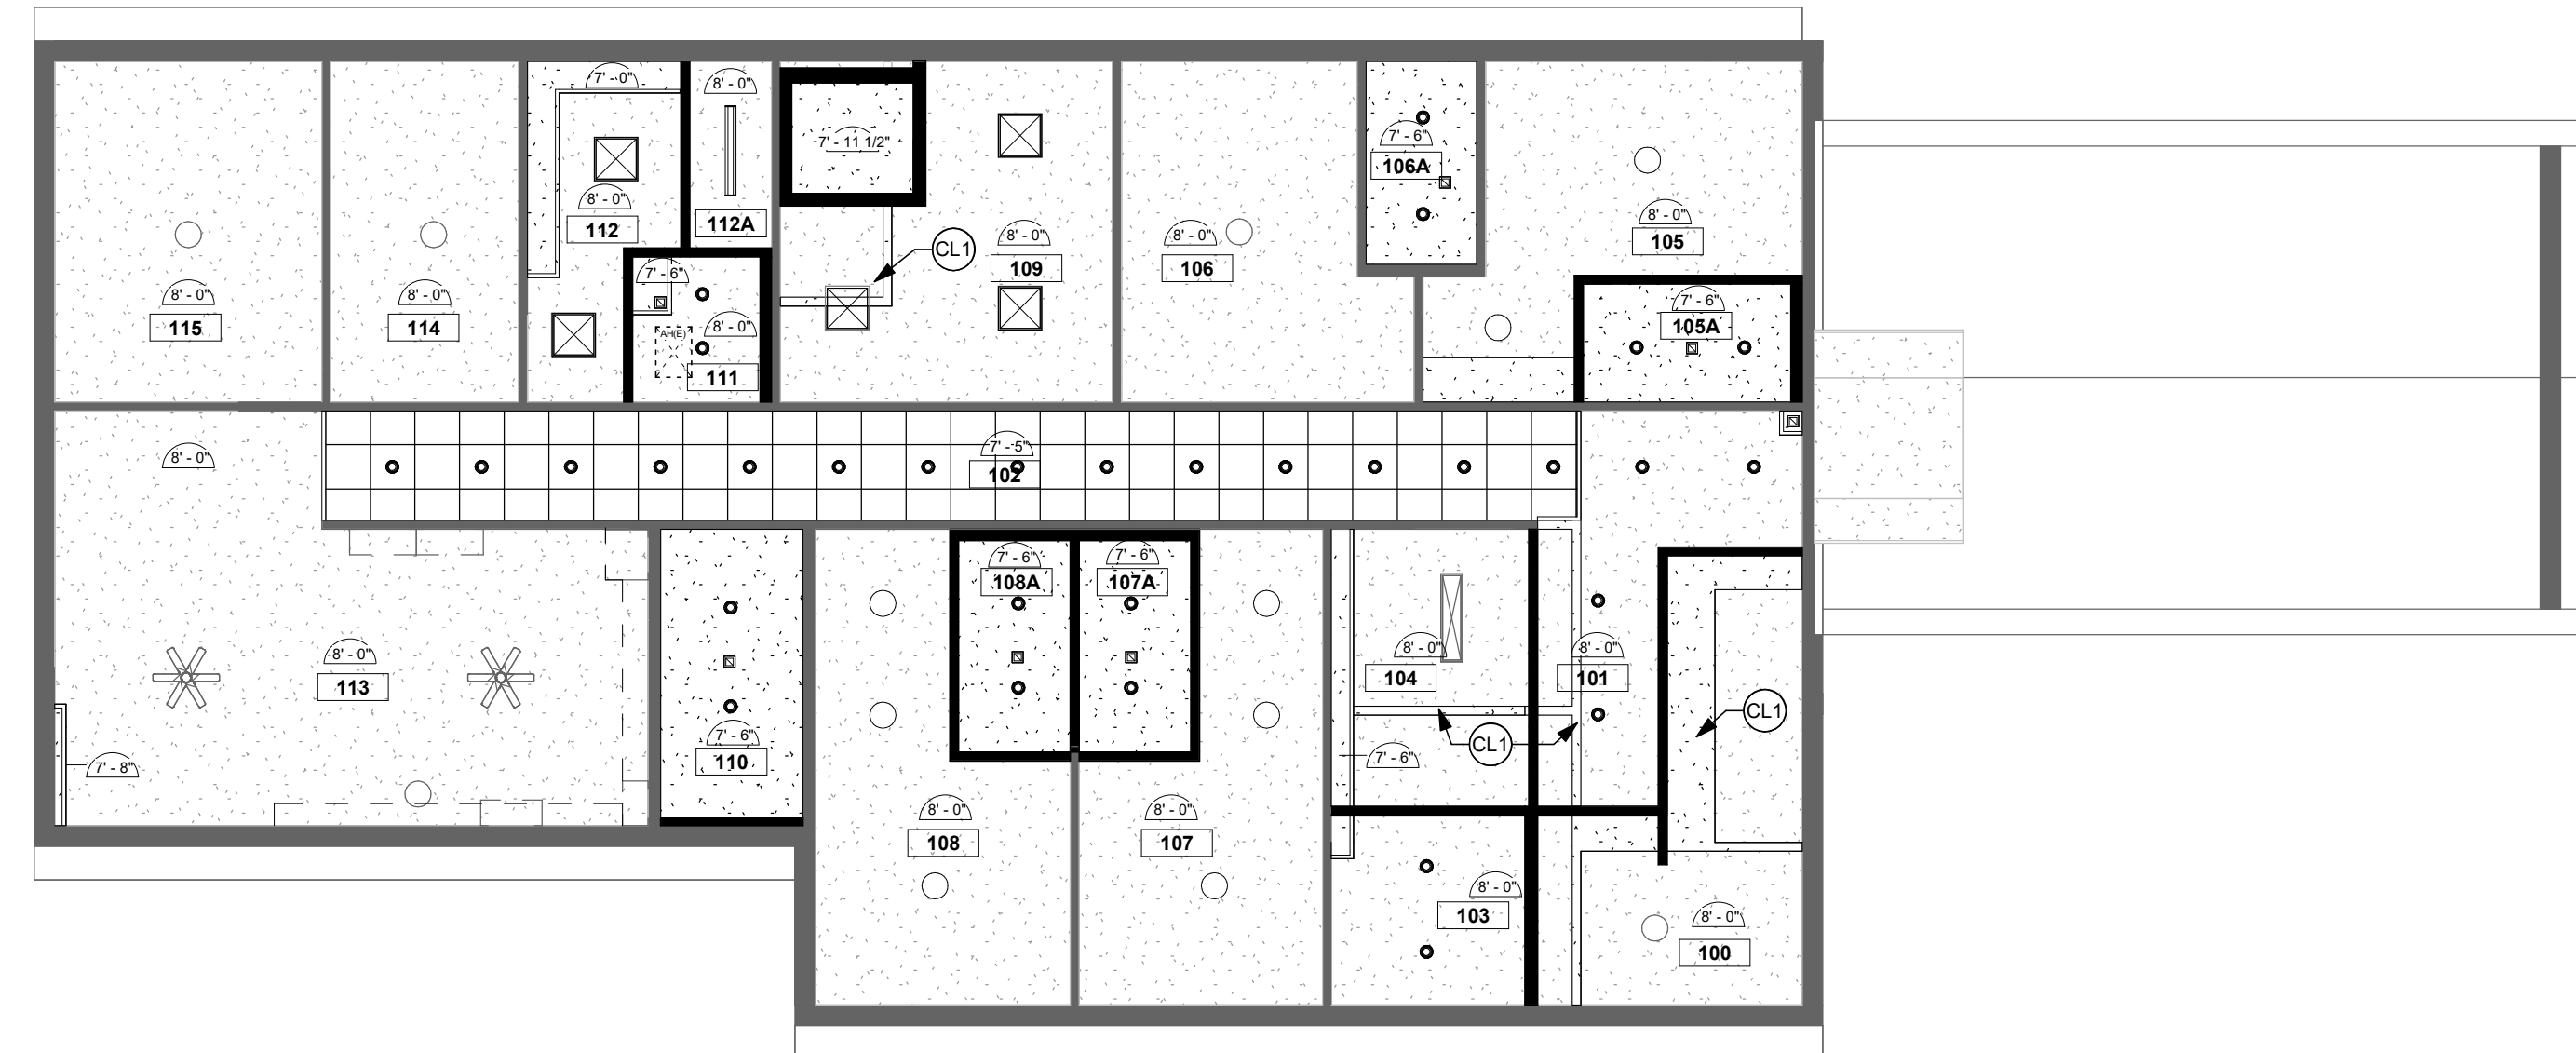 7' - 0"
8' - 0"
7' - 11 1/2"
7' - 6"
106A
8' - 0"
112
112A
8' - 0"
105
CL1
8' - 0"
109
8' - 0"
106
7' - 6"
8' - 0"
115
8' - 0"
114
AH(E)
8' - 0"
111
7' - 6"
105A
8' - 0"
7' - 5"
102
7' - 6"
108A
7' - 6"
107A
8' - 0"
113
7' - 8"
7' - 6"
110
8' - 0"
104
8' - 0"
101
CL1
CL1
7' - 6"
8' - 0"
108
8' - 0"
107
8' - 0"
103
8' - 0"
100